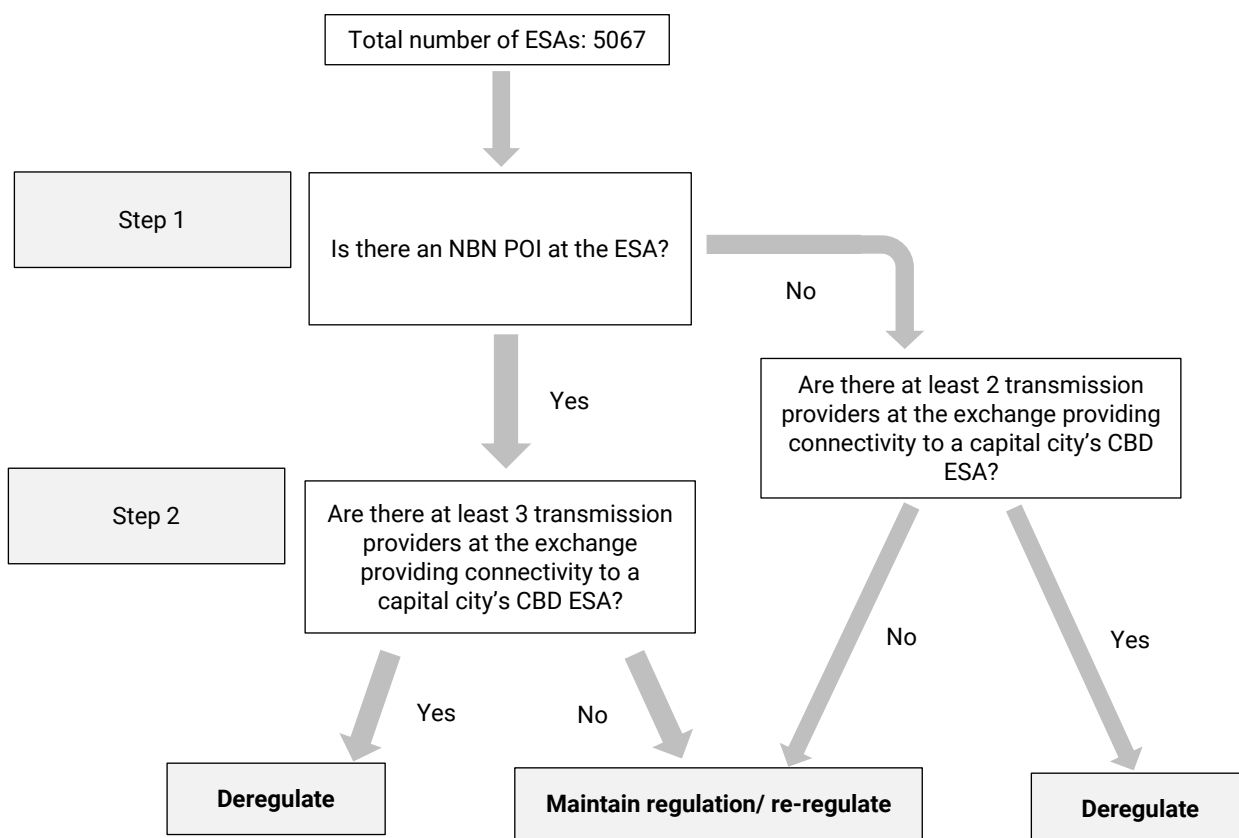 Total number of ESAs: 5067
Step 1
Is there an NBN POI at the ESA?
No
Are there at least 2 transmission
providers at the exchange providing
connectivity to a capital city’s CBD
ESA?
Yes
Step 2
Are there at least 3 transmission
providers at the exchange
providing connectivity to a
capital city’s CBD ESA?
No
Yes
Yes
No
Deregulate
Maintain regulation/ re-regulate
Deregulate